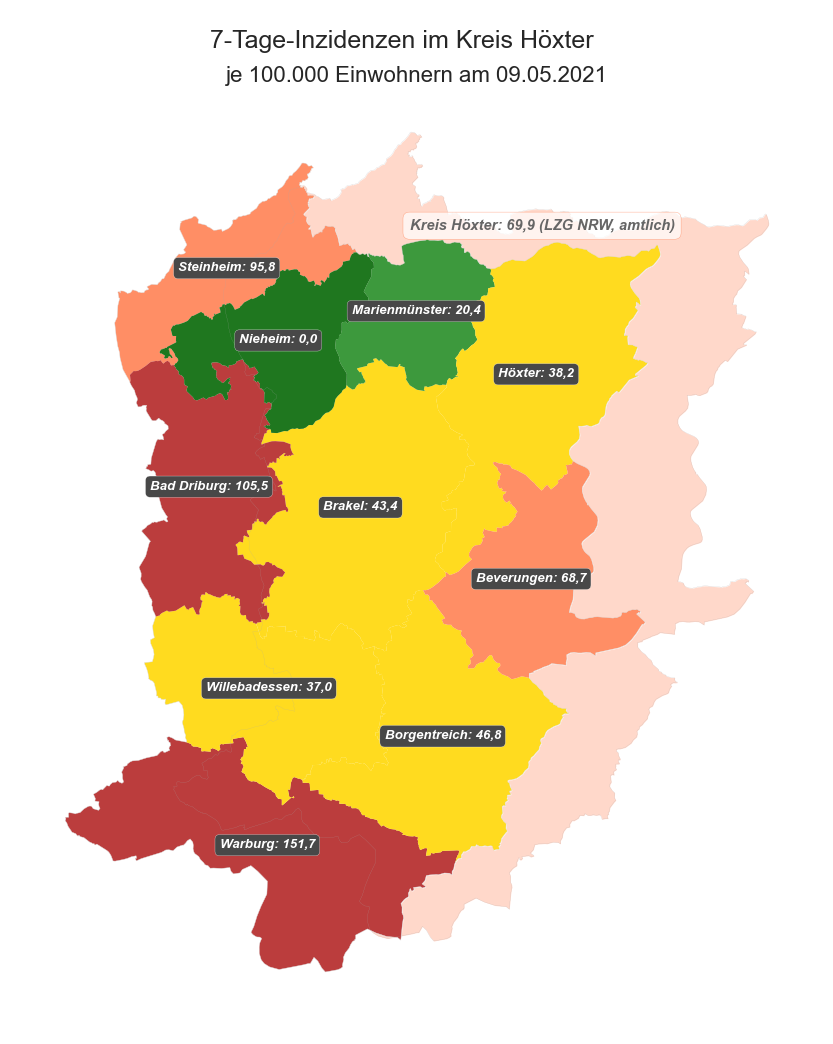 7-Tage-Inzidenzen im Kreis Höxter
je 100.000 Einwohnern am 09.05.2021
Kreis Höxter: 69,9 (LZG NRW, amtlich)
Steinheim: 95,8
Marienmünster: 20,4
Nieheim: 0,0
Höxter: 38,2
Bad Driburg: 105,5
Brakel: 43,4
Beverungen: 68,7
Willebadessen: 37,0
Borgentreich: 46,8
Warburg: 151,7